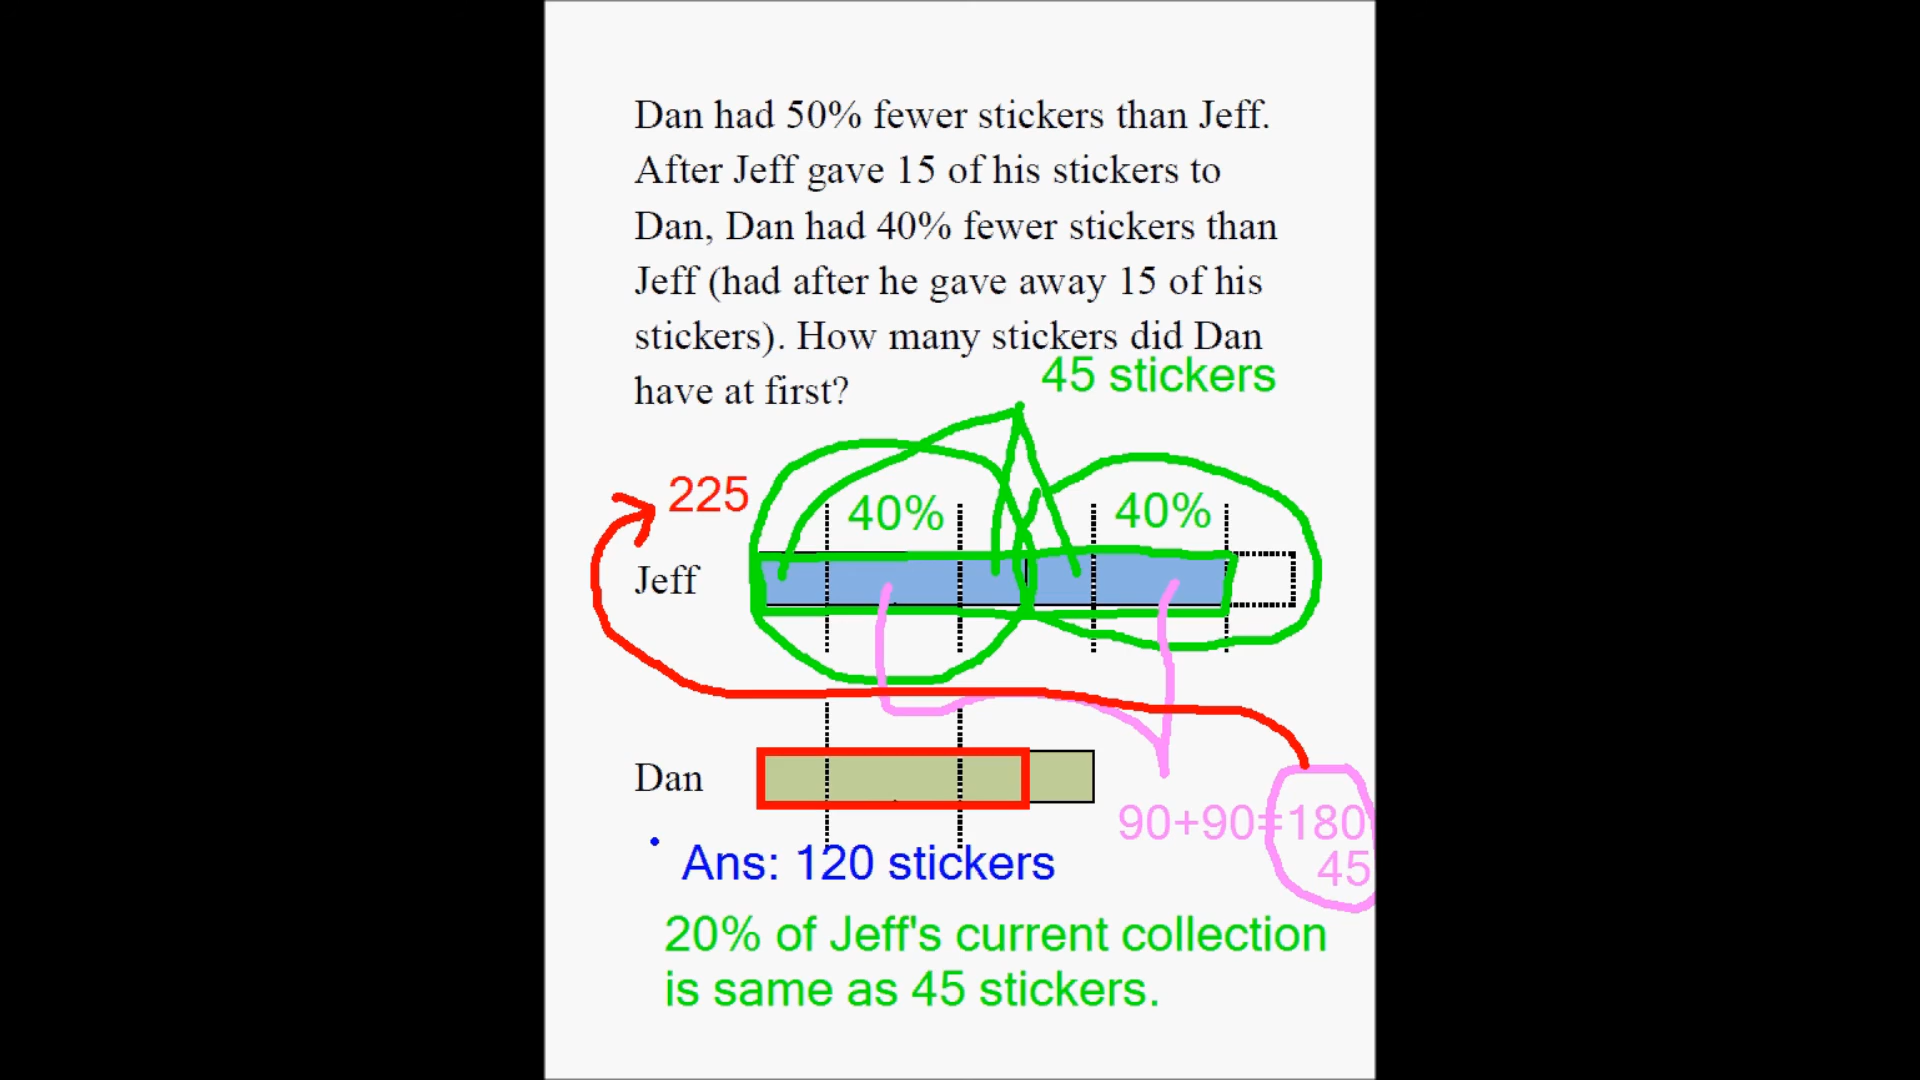 Dan had 50% fewer stickers than Jeff.
After Jeff gave 15 of his stickers to
Dan, Dan had 40% fewer stickers than
Jeff (had after he gave away 15 of his
stickers). How many stickers did Dan
have at first?
45 stickers
225
40%
40%
Jeff
Dan
90+90=180
45
Ans: 120 stickers
20% of Jeff's current collection
is same as 45 stickers.